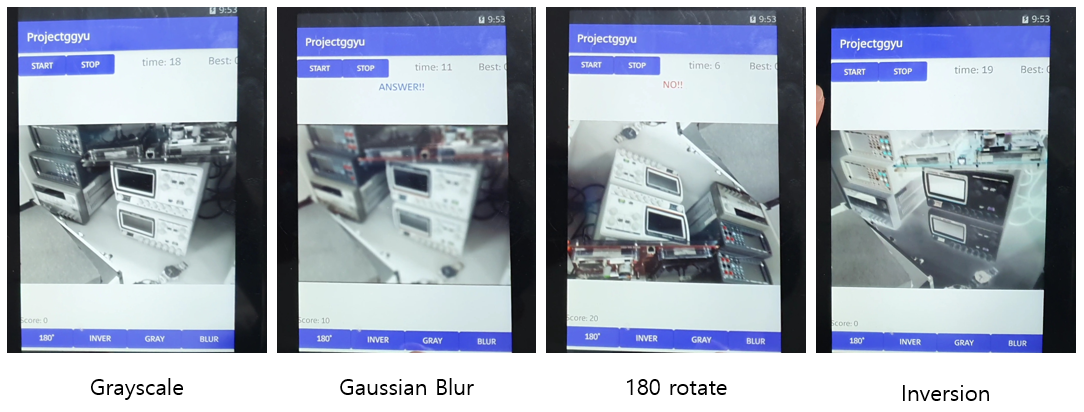 9:53
Projectggyu
START STOP time: 18 Best: 0
Score: 0
180° INVER GRAY BLUR
Grayscale
9:53
Projectggyu
START STOP time: 11 Best: 0
ANSWER!!
Score: 10
180° INVER GRAY BLUR
Gaussian Blur
9:53
Projectggyu
START STOP time: 6 Best: 0
NO!!
Score: 20
180° INVER GRAY BLUR
180 rotate
9:53
Projectggyu
START STOP time: 19 Best: 0
Score: 0
180° INVER GRAY BLUR
Inversion